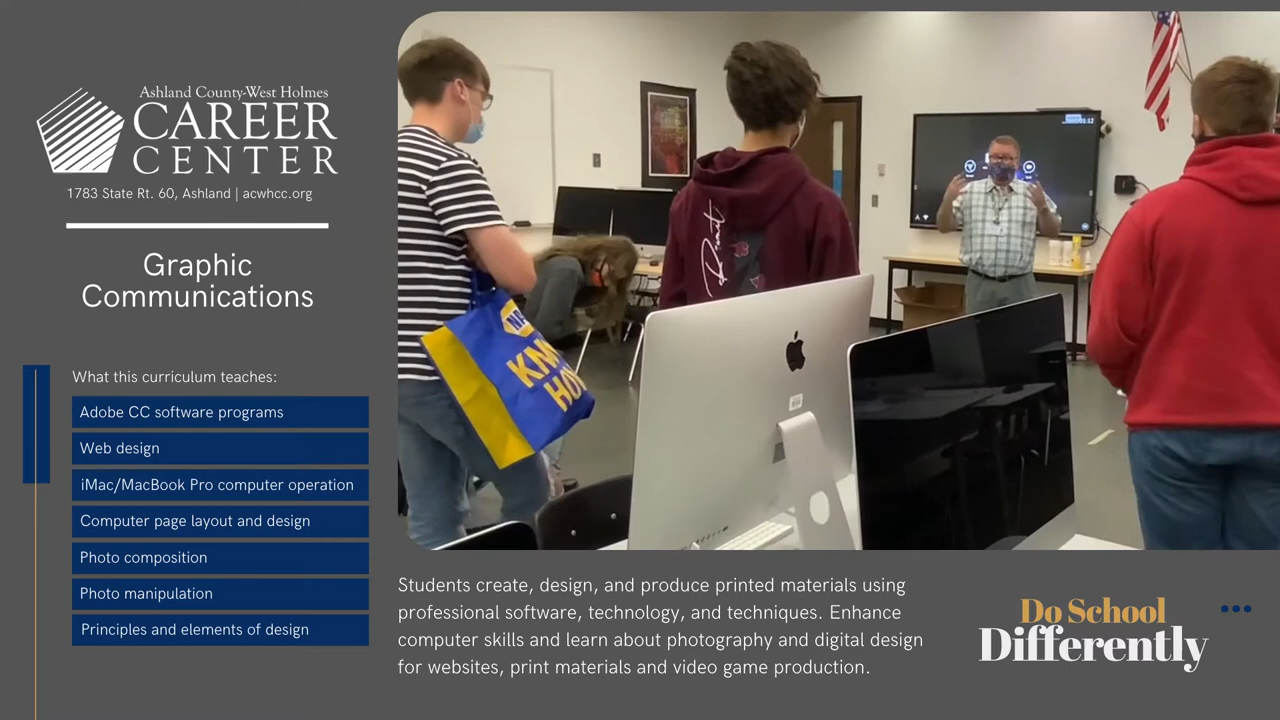 Ashland County-West Holmes
CAREER
CENTER
1783 State Rt. 60, Ashland | acwhcc.org
Graphic
Communications
What this curriculum teaches:
Adobe CC software programs
Web design
iMac/MacBook Pro computer operation
Computer page layout and design
Photo composition
Photo manipulation
Principles and elements of design
KN
HO
Students create, design, and produce printed materials using
professional software, technology, and techniques. Enhance
computer skills and learn about photography and digital design
for websites, print materials and video game production.
Do School
Differently